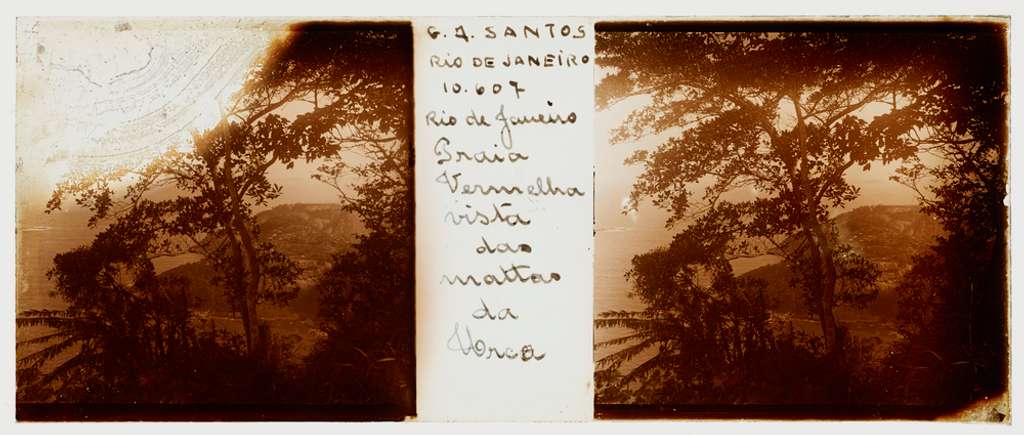 G. A. SANTOS
RIO DE JANEIRO
10.607
Rio de Janeiro
Praia
Vermelha
vista
das
mattas
da
Urca